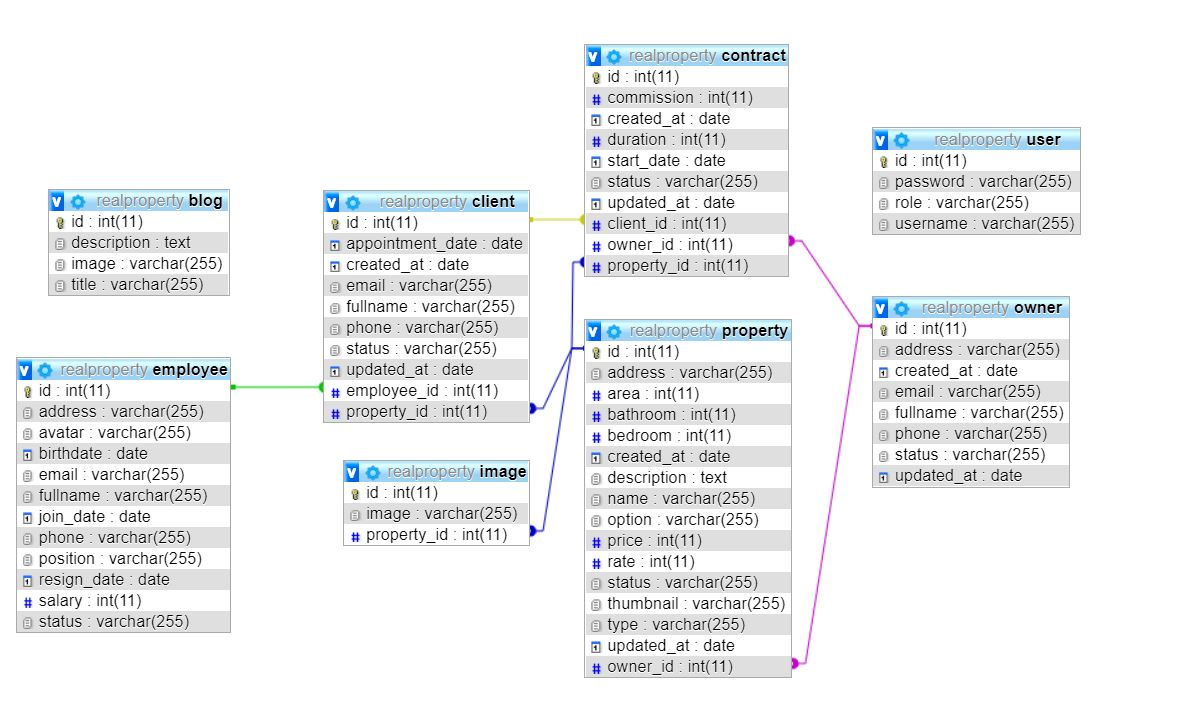 realproperty blog
id : int(11)
description : text
image : varchar(255)
title : varchar(255)
realproperty employee
id : int(11)
address : varchar(255)
avatar : varchar(255)
birthdate : date
email : varchar(255)
fullname : varchar(255)
join_date : date
phone : varchar(255)
position : varchar(255)
resign_date : date
salary : int(11)
status : varchar(255)
realproperty client
id : int(11)
appointment_date : date
created_at : date
email : varchar(255)
fullname : varchar(255)
phone : varchar(255)
status : varchar(255)
updated_at : date
employee_id : int(11)
property_id : int(11)
realproperty image
id : int(11)
image : varchar(255)
property_id : int(11)
realproperty contract
id : int(11)
commission : int(11)
created_at : date
duration : int(11)
start_date : date
status : varchar(255)
updated_at : date
client_id : int(11)
owner_id : int(11)
property_id : int(11)
realproperty property
id : int(11)
address : varchar(255)
area : int(11)
bathroom : int(11)
bedroom : int(11)
created_at : date
description : text
name : varchar(255)
option : varchar(255)
price : int(11)
rate : int(11)
status : varchar(255)
thumbnail : varchar(255)
type : varchar(255)
updated_at : date
owner_id : int(11)
realproperty user
id : int(11)
password : varchar(255)
role : varchar(255)
username : varchar(255)
realproperty owner
id : int(11)
address : varchar(255)
created_at : date
email : varchar(255)
fullname : varchar(255)
phone : varchar(255)
status : varchar(255)
updated_at : date